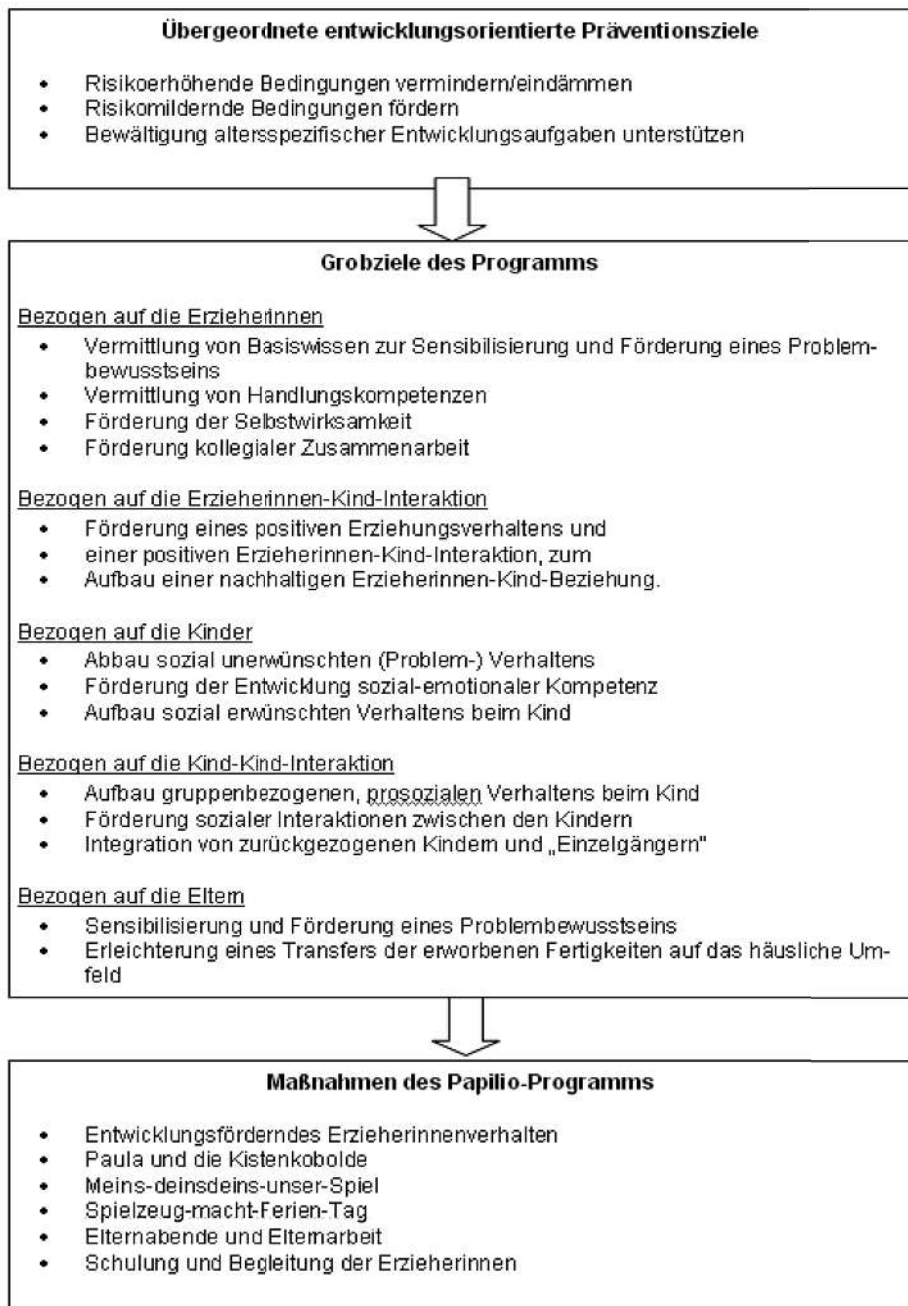 Übergeordnete entwicklungsorientierte Präventionsziele
• Risikoerhöhende Bedingungen vermindern/eindämmen
• Risikomildernde Bedingungen fördern
• Bewältigung altersspezifischer Entwicklungsaufgaben unterstützen
Grobziele des Programms
Bezogen auf die Erzieherinnen
• Vermittlung von Basiswissen zur Sensibilisierung und Förderung eines Problem-
bewusstseins
• Vermittlung von Handlungskompetenzen
• Förderung der Selbstwirksamkeit
• Förderung kollegialer Zusammenarbeit
Bezogen auf die Erzieherinnen-Kind-Interaktion
• Förderung eines positiven Erziehungsverhaltens und
• einer positiven Erzieherinnen-Kind-Interaktion, zum
• Aufbau einer nachhaltigen Erzieherinnen-Kind-Beziehung.
Bezogen auf die Kinder
• Abbau sozial unerwünschten (Problem-) Verhaltens
• Förderung der Entwicklung sozial-emotionaler Kompetenz
• Aufbau sozial erwünschten Verhaltens beim Kind
Bezogen auf die Kind-Kind-Interaktion
• Aufbau gruppenbezogenen, prosozialen Verhaltens beim Kind
• Förderung sozialer Interaktionen zwischen den Kindern
• Integration von zurückgezogenen Kindern und „Einzelgängern"
Bezogen auf die Eltern
• Sensibilisierung und Förderung eines Problembewusstseins
• Erleichterung eines Transfers der erworbenen Fertigkeiten auf das häusliche Um-
feld
Maßnahmen des Papilio-Programms
• Entwicklungsförderndes Erzieherinnenverhalten
• Paula und die Kistenkobolde
• Meins-deinsdeins-unser-Spiel
• Spielzeug-macht-Ferien-Tag
• Elternabende und Elternarbeit
• Schulung und Begleitung der Erzieherinnen